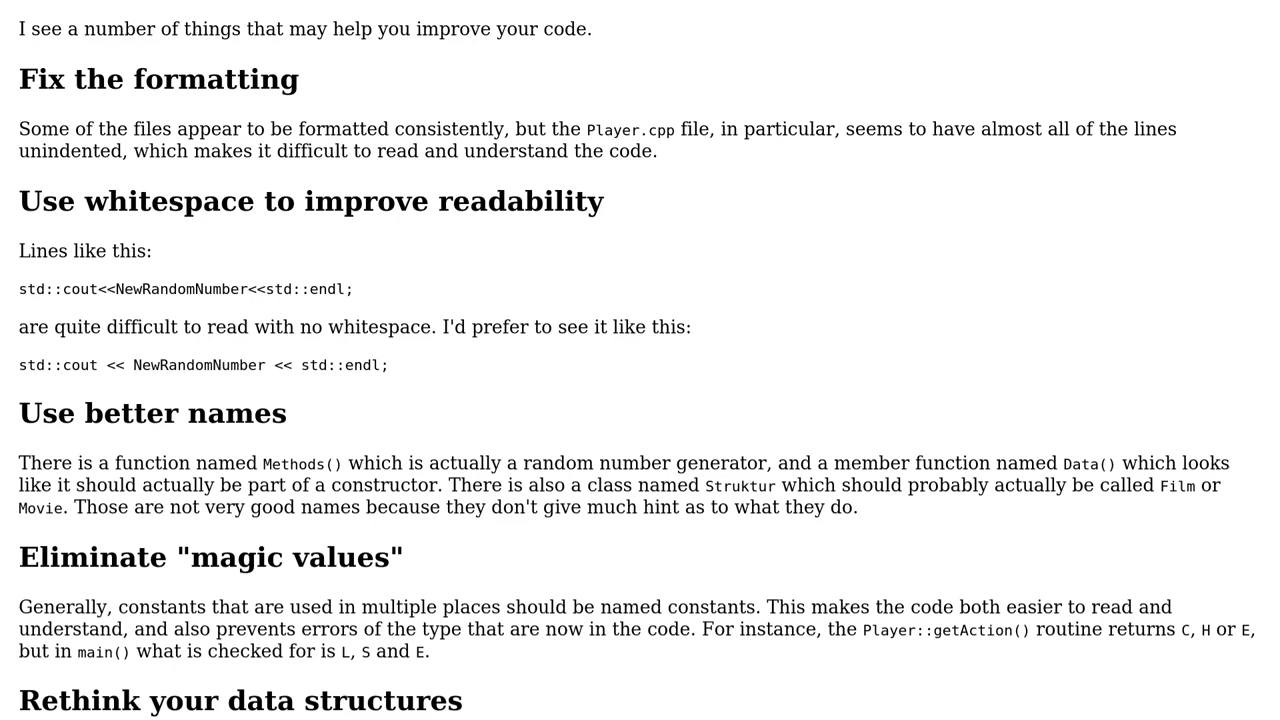 I see a number of things that may help you improve your code.
Fix the formatting
Some of the files appear to be formatted consistently, but the Player.cpp file, in particular, seems to have almost all of the lines
unindented, which makes it difficult to read and understand the code.
Use whitespace to improve readability
Lines like this:
std::cout<<NewRandomNumber<<std::endl;
are quite difficult to read with no whitespace. I'd prefer to see it like this:
std::cout << NewRandomNumber << std::endl;
Use better names
There is a function named Methods() which is actually a random number generator, and a member function named Data() which looks
like it should actually be part of a constructor. There is also a class named Struktur which should probably actually be called Film or
Movie. Those are not very good names because they don't give much hint as to what they do.
Eliminate "magic values"
Generally, constants that are used in multiple places should be named constants. This makes the code both easier to read and
understand, and also prevents errors of the type that are now in the code. For instance, the Player::getAction() routine returns C, H or E,
but in main() what is checked for is L, S and E.
Rethink your data structures